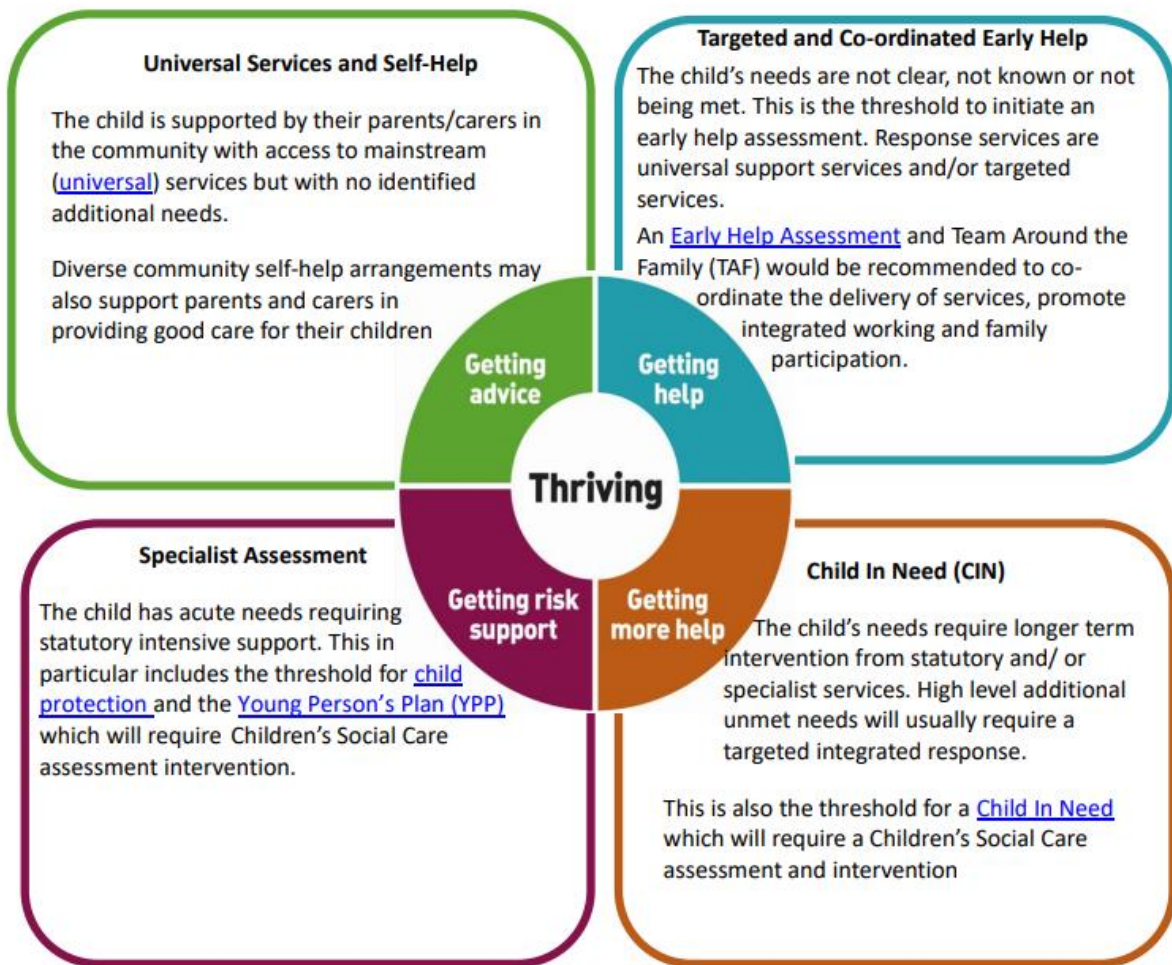 Universal Services and Self-Help
The child is supported by their parents/carers in
the community with access to mainstream
(universal) services but with no identified
additional needs.
Diverse community self-help arrangements may
also support parents and carers in
providing good care for their children
Targeted and Co-ordinated Early Help
The child’s needs are not clear, not known or not
being met. This is the threshold to initiate an
early help assessment. Response services are
universal support services and/or targeted
services.
An Early Help Assessment and Team Around the
Family (TAF) would be recommended to co-
ordinate the delivery of services, promote
integrated working and family
participation.
Getting
advice
Getting
help
Thriving
Getting risk
support
Getting
more help
Specialist Assessment
The child has acute needs requiring
statutory intensive support. This in
particular includes the threshold for child
protection and the Young Person’s Plan (YPP)
which will require Children’s Social Care
assessment intervention.
Child In Need (CIN)
The child’s needs require longer term
intervention from statutory and/ or
specialist services. High level additional
unmet needs will usually require a
targeted integrated response.
This is also the threshold for a Child In Need
which will require a Children’s Social Care
assessment and intervention